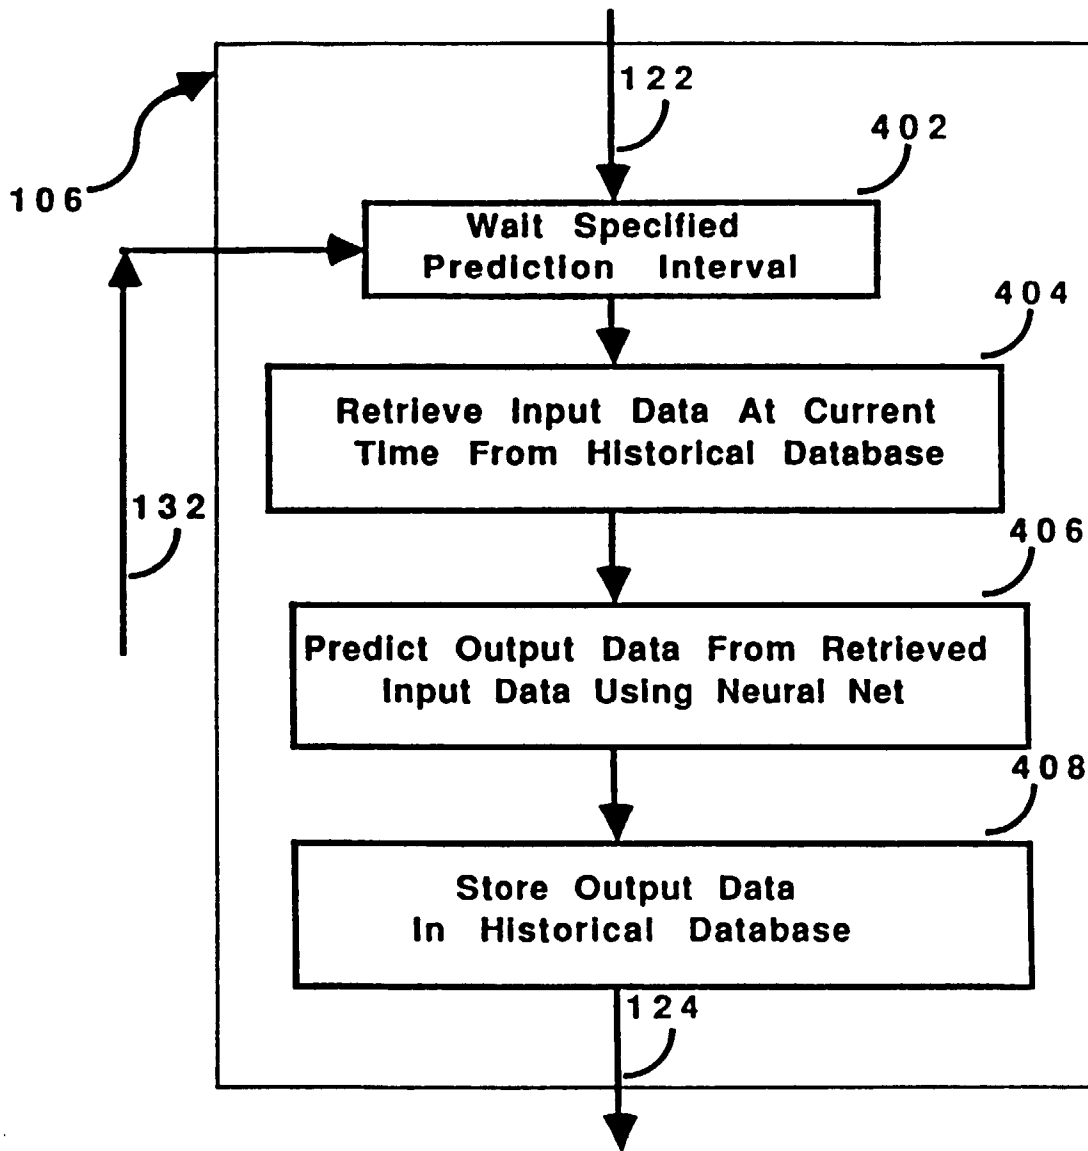 122
402
106
Wait Specified
Prediction Interval
404
Retrieve Input Data At Current
Time From Historical Database
132
406
Predict Output Data From Retrieved
Input Data Using Neural Net
408
Store Output Data
In Historical Database
124